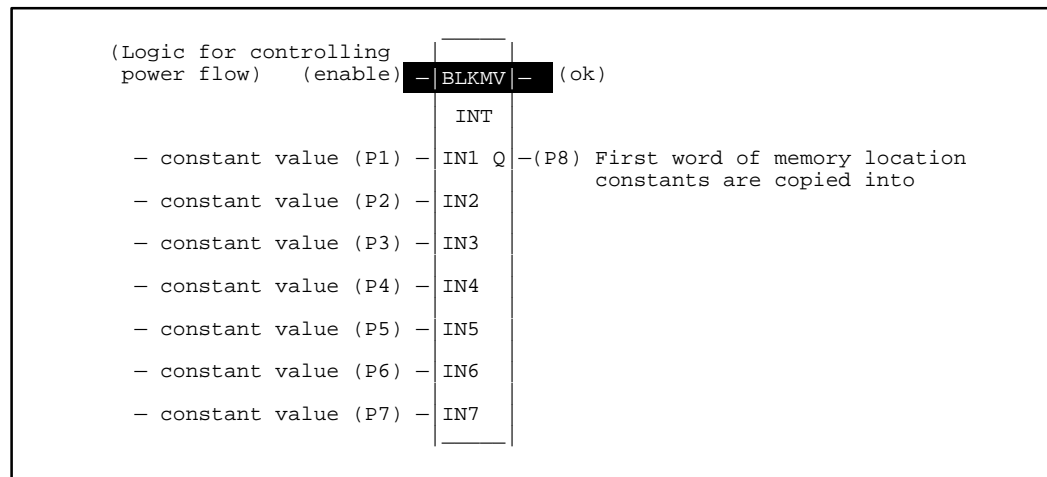 (Logic for controlling
power flow) (enable) –|BLKMV|– (ok)
INT
– constant value (P1) –|IN1 Q|–(P8) First word of memory location
constants are copied into
– constant value (P2) –|IN2
– constant value (P3) –|IN3
– constant value (P4) –|IN4
– constant value (P5) –|IN5
– constant value (P6) –|IN6
– constant value (P7) –|IN7